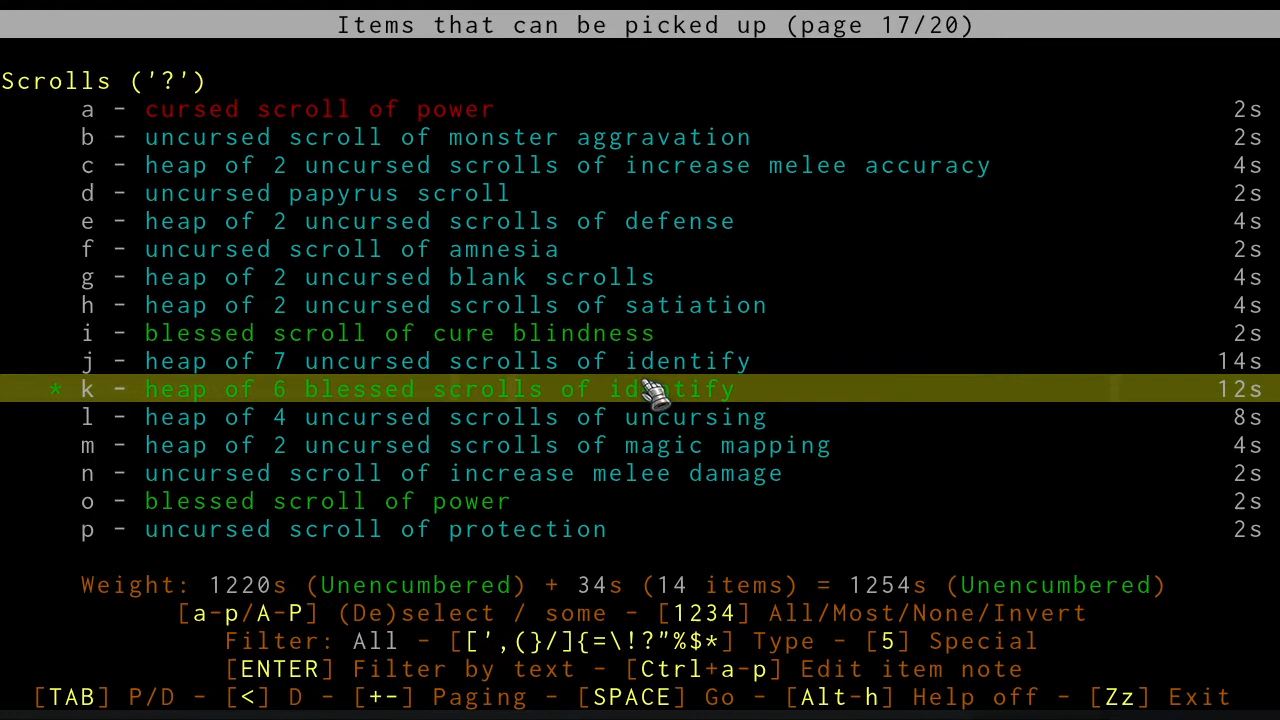 Items that can be picked up (page 17/20)
Scrolls ('?')
a - cursed scroll of power 2s
b - uncursed scroll of monster aggravation 2s
c - heap of 2 uncursed scrolls of increase melee accuracy 4s
d - uncursed papyrus scroll 2s
e - heap of 2 uncursed scrolls of defense 4s
f - uncursed scroll of amnesia 2s
g - heap of 2 uncursed blank scrolls 4s
h - heap of 2 uncursed scrolls of satiation 4s
i - blessed scroll of cure blindness 2s
j - heap of 7 uncursed scrolls of identify 14s
* k - heap of 6 blessed scrolls of identify 12s
l - heap of 4 uncursed scrolls of uncursing 8s
m - heap of 2 uncursed scrolls of magic mapping 4s
n - uncursed scroll of increase melee damage 2s
o - blessed scroll of power 2s
p - uncursed scroll of protection 2s
Weight: 1220s (Unencumbered) + 34s (14 items) = 1254s (Unencumbered)
[a-p/A-P] (De)select / some - [1234] All/Most/None/Invert
Filter: All - [[',(}/]{=\!?"%$*] Type - [5] Special
[ENTER] Filter by text - [Ctrl+a-p] Edit item note
[TAB] P/D - [<] D - [+-] Paging - [SPACE] Go - [Alt-h] Help off - [Zz] Exit